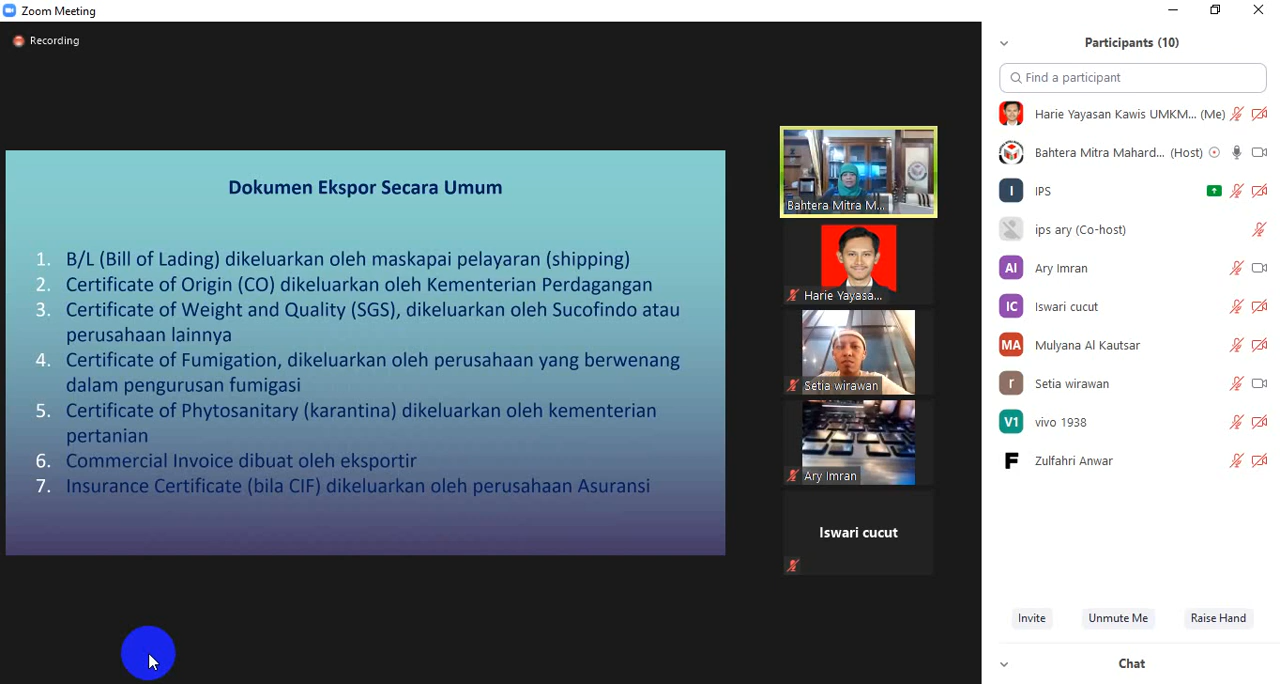 Zoom Meeting
Recording
Dokumen Ekspor Secara Umum
1. B/L (Bill of Lading) dikeluarkan oleh maskapai pelayaran (shipping)
2. Certificate of Origin (CO) dikeluarkan oleh Kementerian Perdagangan
3. Certificate of Weight and Quality (SGS), dikeluarkan oleh Sucofindo atau
perusahaan lainnya
4. Certificate of Fumigation, dikeluarkan oleh perusahaan yang berwenang
dalam pengurusan fumigasi
5. Certificate of Phytosanitary (karantina) dikeluarkan oleh kementerian
pertanian
6. Commercial Invoice dibuat oleh eksportir
7. Insurance Certificate (bila CIF) dikeluarkan oleh perusahaan Asuransi
Bahtera Mitra M...
Harie Yayasa...
Setia wirawan
Ary Imran
Iswari cucut
Participants (10)
Find a participant
Harie Yayasan Kawis UMKM... (Me)
Bahtera Mitra Mahard... (Host)
I IPS
ips ary (Co-host)
AI Ary Imran
IC Iswari cucut
MA Mulyana Al Kautsar
r Setia wirawan
V1 vivo 1938
F Zulfahri Anwar
Invite
Unmute Me
Raise Hand
Chat